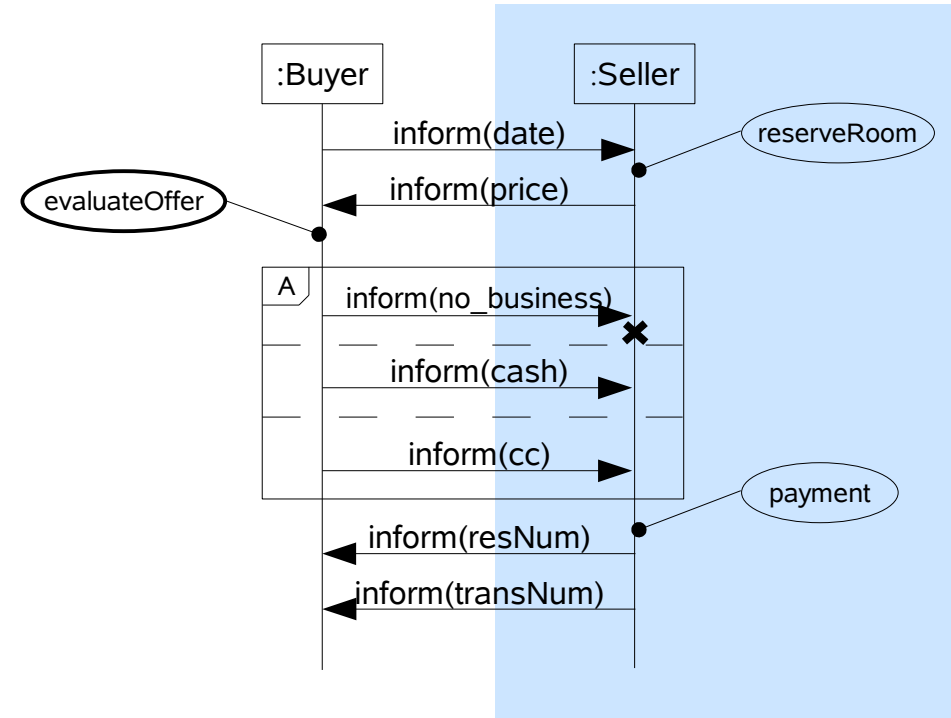 :Buyer
:Seller
inform(date)
reserveRoom
inform(price)
evaluateOffer
A
inform(no_business)
inform(cash)
inform(cc)
payment
inform(resNum)
inform(transNum)